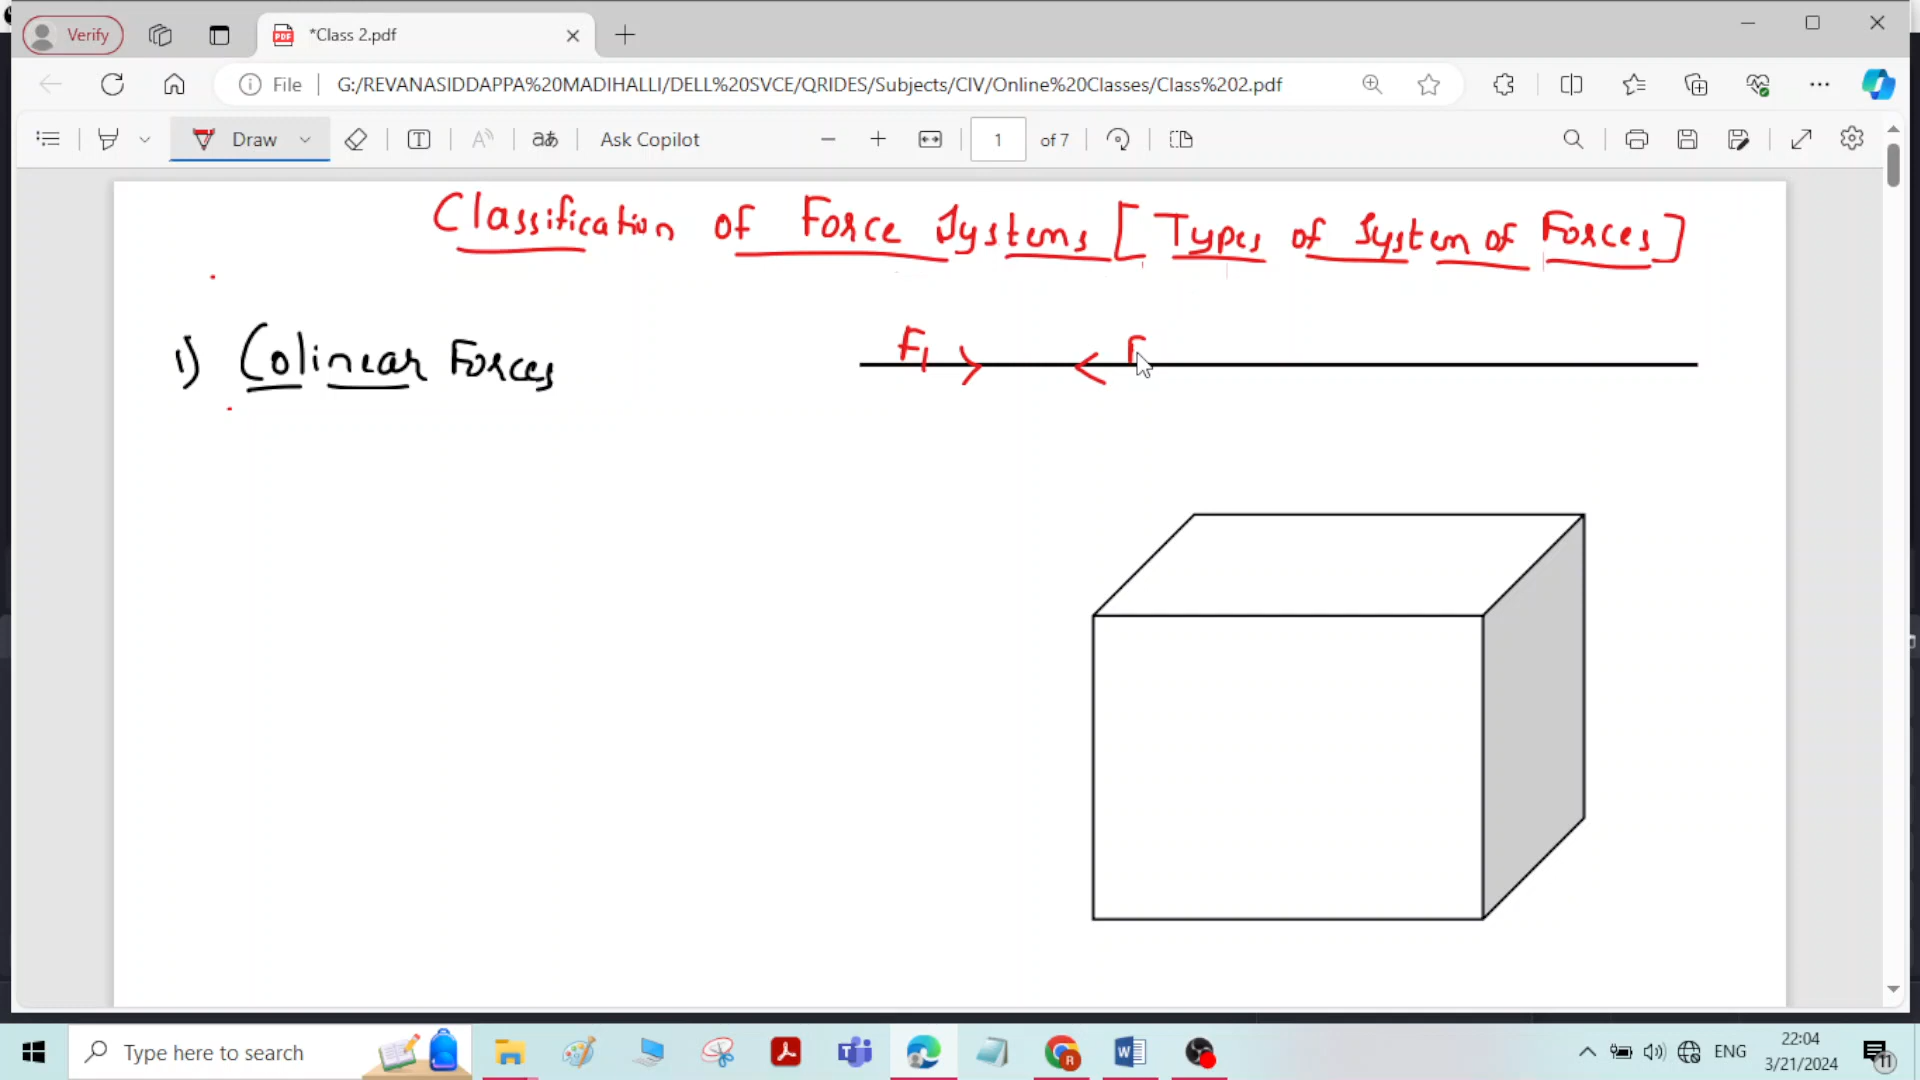 Verify
*Class 2.pdf
File
G:/REVANASIDDAPPA%20MADIHALLI/DELL%20SVCE/QRIDES/Subjects/CIV/Online%20Classes/Class%202.pdf
Draw
Ask Copilot
1 of 7
Classification of Force Systems [Types of System of Forces]
F1
F
1) Colinear Forces
Type here to search
ENG
22:04
3/21/2024
11